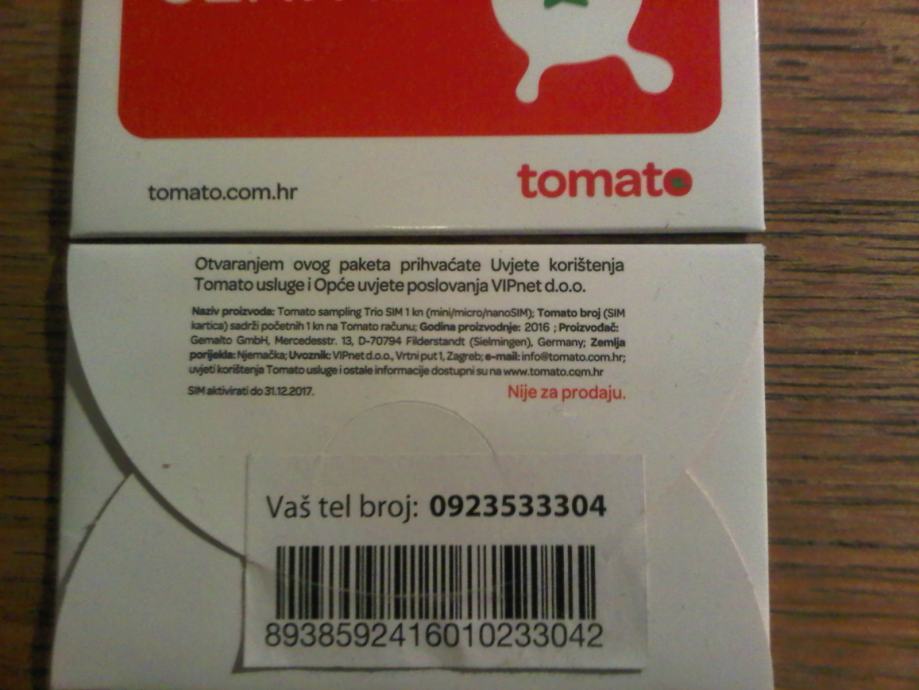 tomato.com.hr
tomato
Otvaranjem ovog paketa prihvaćate Uvjete korištenja
Tomato usluge i Opće uvjete poslovanja VIPnet d.o.o.
Naziv proizvoda: Tomato sampling Trio SIM 1 kn (mini/micro/nanoSIM); Tomato broj (SIM
kartica) sadrži početnih 1 kn na Tomato računu; Godina proizvodnje: 2016 ; Proizvođač:
Gemalto GmbH, Mercedesstr. 13, D-70794 Filderstandt (Sielmingen), Germany; Zemlja
porijekla: Njemačka; Uvoznik: VIPnet d.o.o., Vrtni put 1, Zagreb; e-mail: info@tomato.com.hr;
uvjeti korištenja Tomato usluge i ostale informacije dostupni su na www.tomato.com.hr
SIM aktivirati do 31.12.2017.
Nije za prodaju.
Vaš tel broj: 0923533304
8938592416010233042